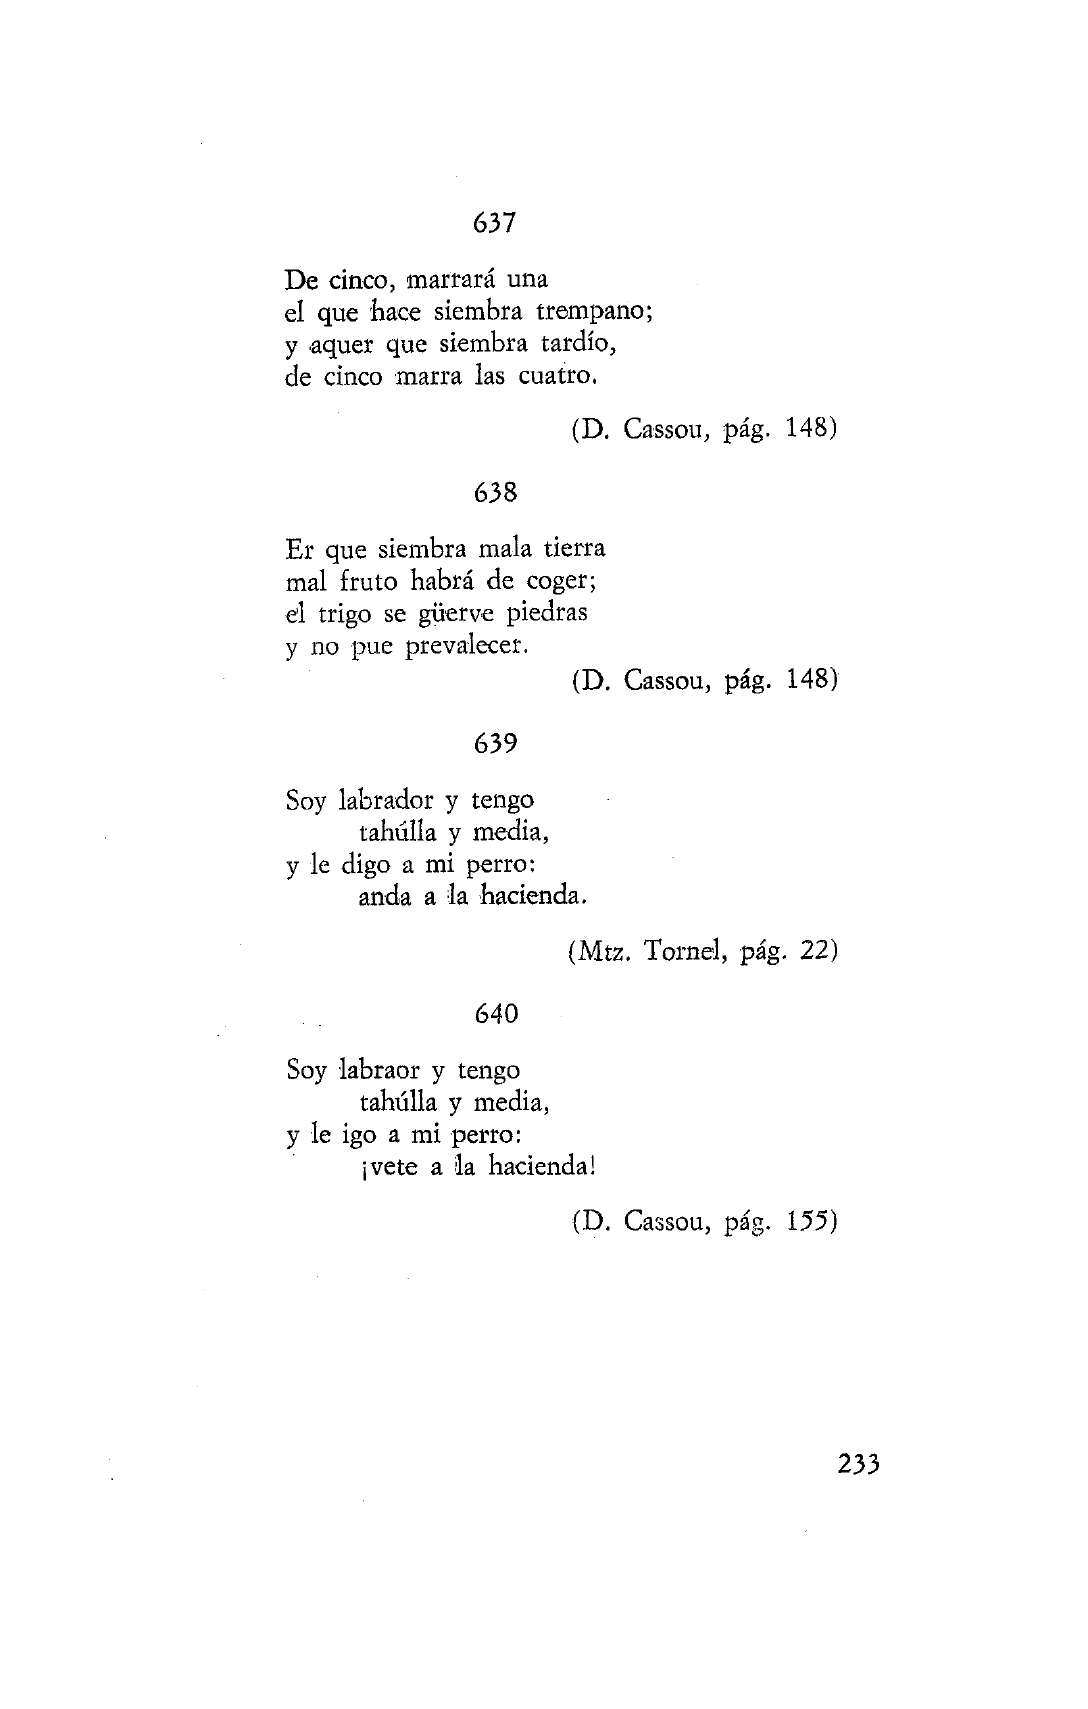 637
De cinco, marrará una
el que hace siembra trempano;
y aquer que siembra tardío,
de cinco marra las cuatro.
(D. Cassou, pág. 148)
638
Er que siembra mala tierra
mal fruto habrá de coger;
el trigo se güerve piedras
y no pue prevalecer.
(D. Cassou, pág. 148)
639
Soy labrador y tengo
tahúlla y media,
y le digo a mi perro:
anda a la hacienda.
(Mtz. Tornel, pág. 22)
640
Soy labraor y tengo
tahúlla y media,
y le igo a mi perro:
¡vete a la hacienda!
(D. Cassou, pág. 155)
233